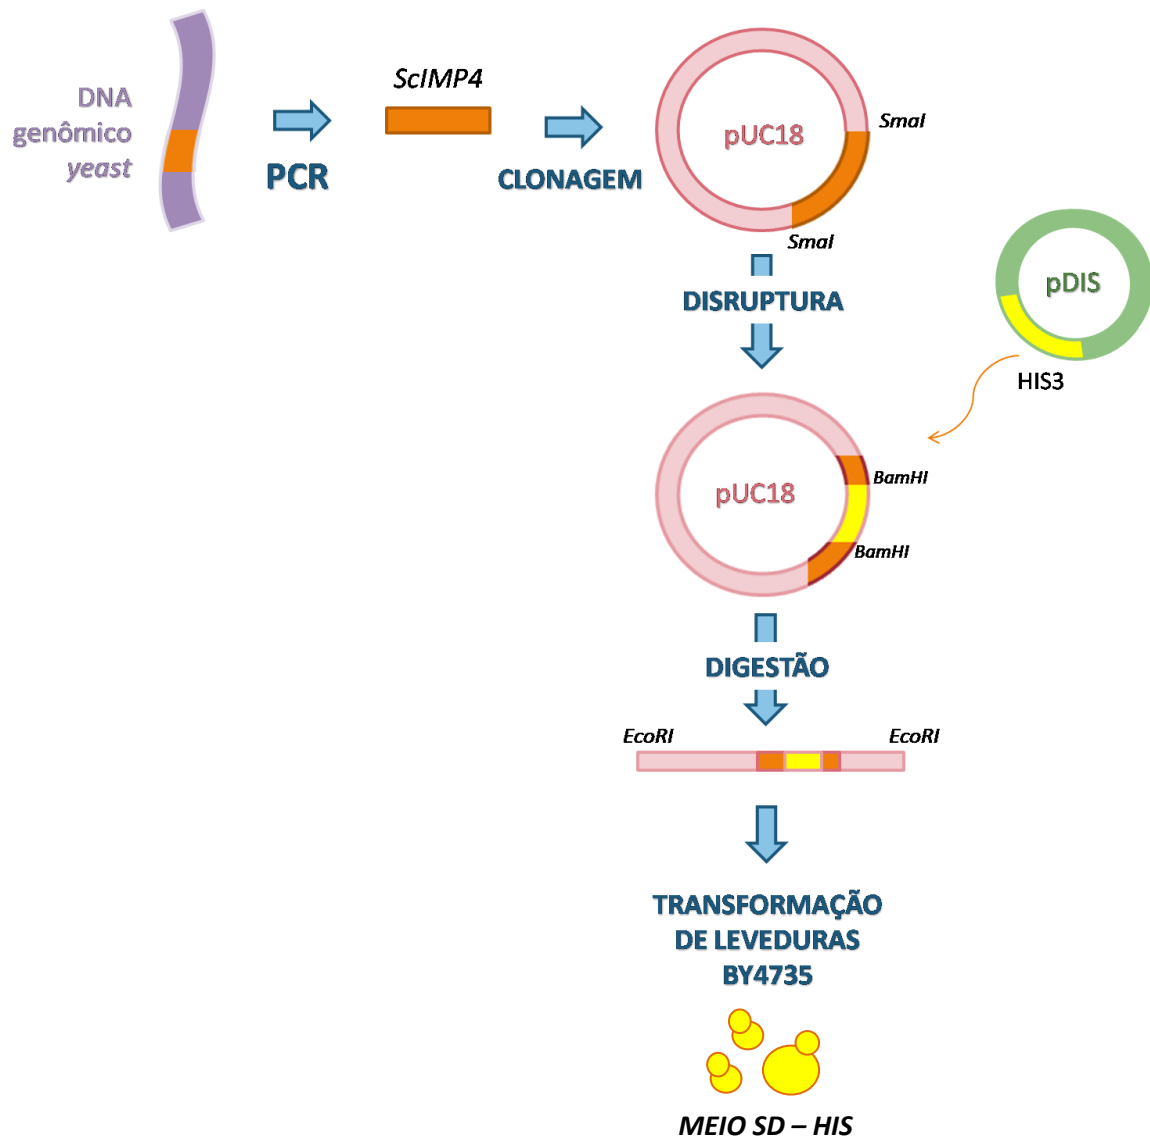 DNA
genômico
yeast
PCR
ScIMP4
CLONAGEM
pUC18
SmaI
SmaI
DISRUPTURA
pDIS
HIS3
pUC18
BamHI
BamHI
DIGESTÃO
EcoRI
EcoRI
TRANSFORMAÇÃO
DE LEVEDURAS
BY4735
MEIO SD – HIS